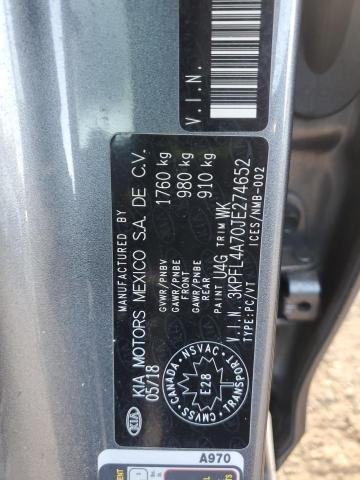 V.I.N.
MANUFACTURED BY
KIA KIA MOTORS MEXICO S.A. DE C.V.
05/18
GVWR/PNBV 1760 kg
GAWR/PNBE FRONT 980 kg
GAWR/PNBE REAR 910 kg
PAINT U4G TRIM WK
V.I.N. 3KPFL4A70JE274652
TYPE:PC/VT ICES/NMB-002
CANADA NSVAC TRANSPORT CMVSS
E28
A970